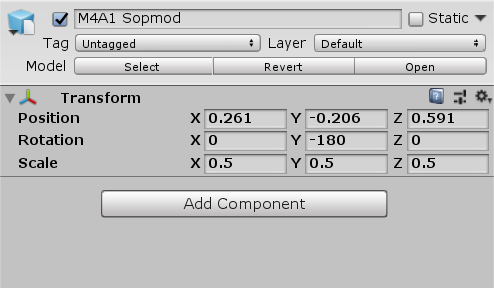 M4A1 Sopmod Static
Tag Untagged Layer Default
Model Select Revert Open
Transform
Position X 0.261 Y -0.206 Z 0.591
Rotation X 0 Y -180 Z 0
Scale X 0.5 Y 0.5 Z 0.5
Add Component